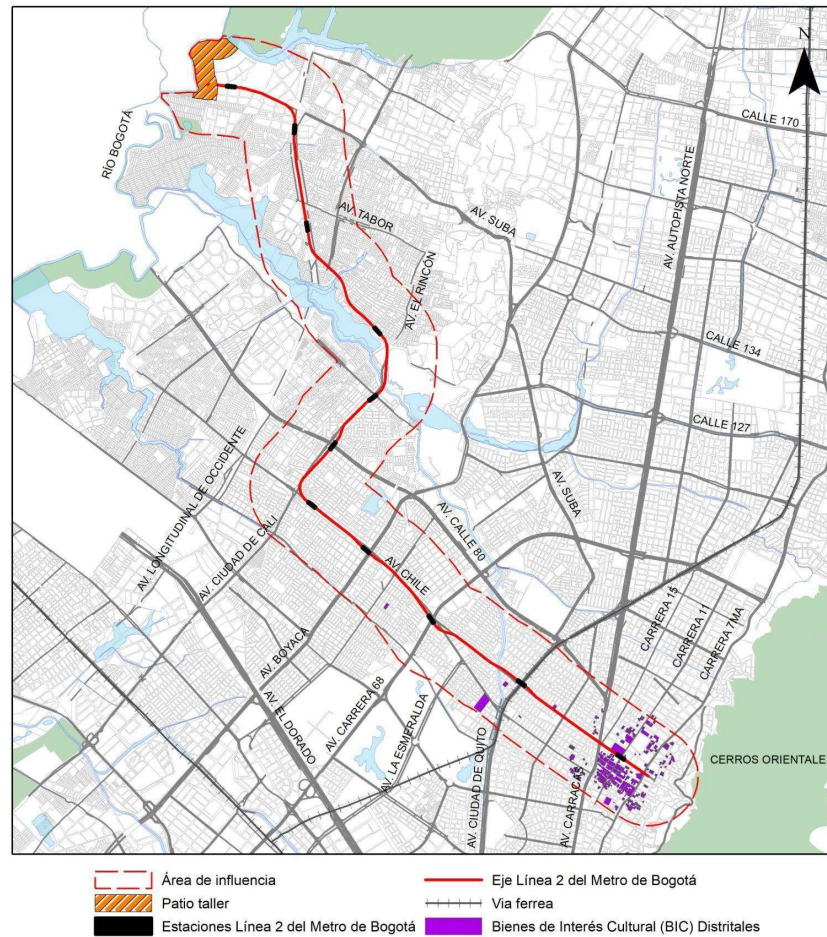 N
RÍO BOGOTÁ
CALLE 170
AV. TABOR
AV. SUBA
AV. AUTOPISTA NORTE
AV. EL RINCÓN
CALLE 134
CALLE 127
AV. LONGITUDINAL DE OCCIDENTE
AV. SUBA
AV. CIUDAD DE CALI
AV. CALLE 80
AV. CHILE
CARRERA 15
CARRERA 11
CARRERA 7MA
AV. BOYACA
AV. CARRERA 68
AV. EL DORADO
AV. LA ESMERALDA
AV. CIUDAD DE QUITO
AV. CARRACAS
CERROS ORIENTALE
Área de influencia
Eje Línea 2 del Metro de Bogotá
Patio taller
Via ferrea
Estaciones Línea 2 del Metro de Bogotá
Bienes de Interés Cultural (BIC) Distritales